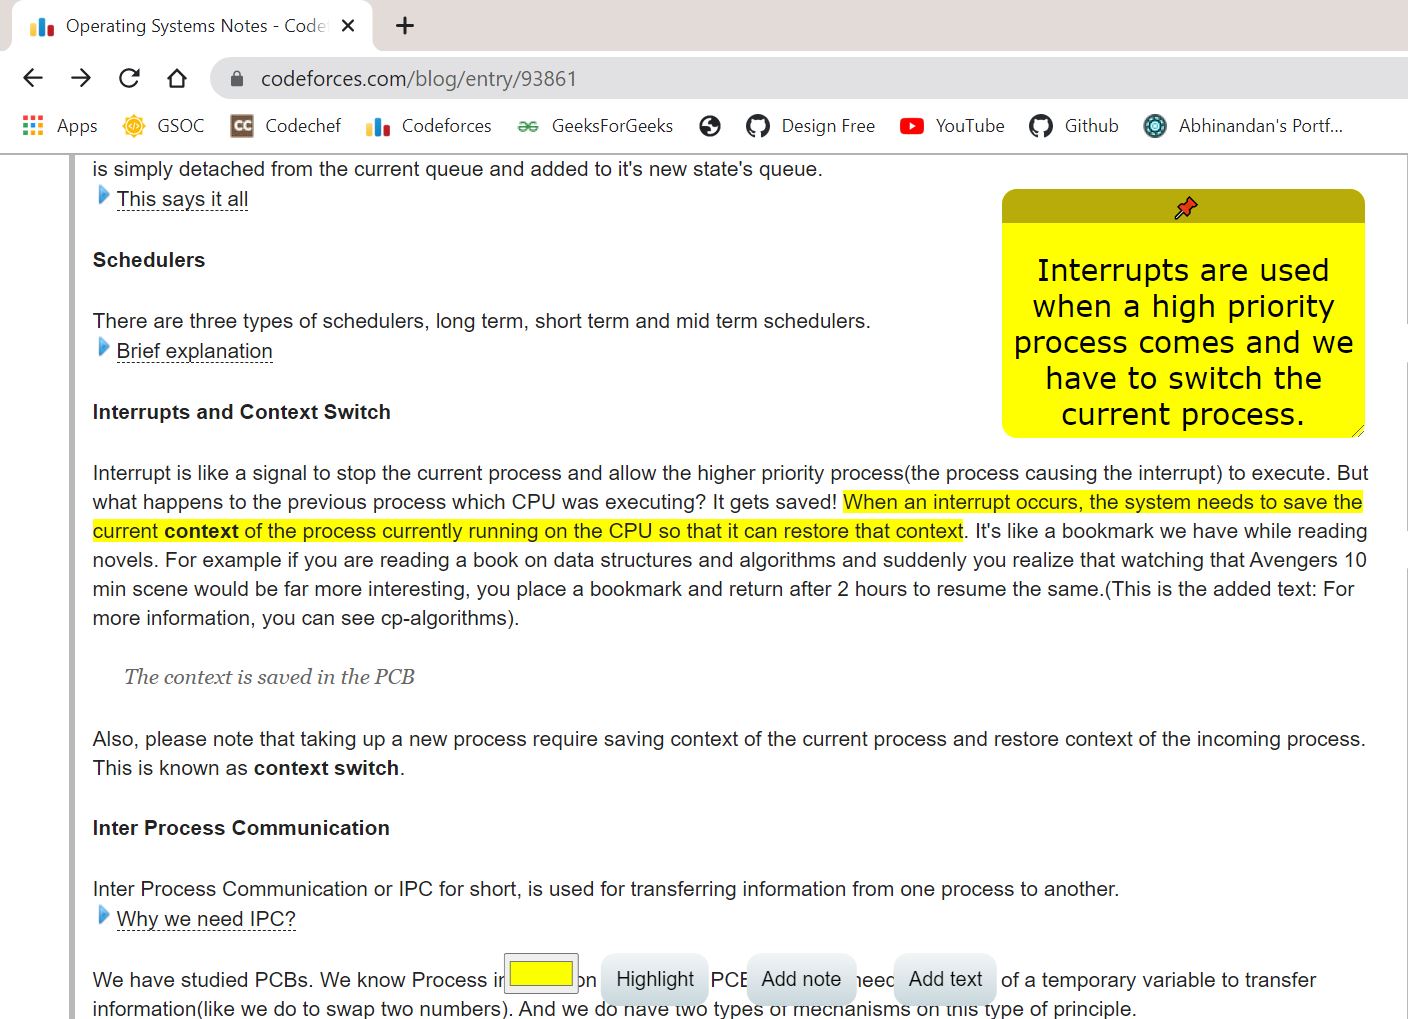 Operating Systems Notes - Code
codeforces.com/blog/entry/93861
Apps GSOC CC Codechef Codeforces GeeksForGeeks Design Free YouTube Github Abhinandan's Portf...
is simply detached from the current queue and added to it's new state's queue.
This says it all
Schedulers
There are three types of schedulers, long term, short term and mid term schedulers.
Brief explanation
Interrupts are used
when a high priority
process comes and we
have to switch the
current process.
Interrupts and Context Switch
Interrupt is like a signal to stop the current process and allow the higher priority process(the process causing the interrupt) to execute. But
what happens to the previous process which CPU was executing? It gets saved! When an interrupt occurs, the system needs to save the
current context of the process currently running on the CPU so that it can restore that context. It's like a bookmark we have while reading
novels. For example if you are reading a book on data structures and algorithms and suddenly you realize that watching that Avengers 10
min scene would be far more interesting, you place a bookmark and return after 2 hours to resume the same.(This is the added text: For
more information, you can see cp-algorithms).
The context is saved in the PCB
Also, please note that taking up a new process require saving context of the current process and restore context of the incoming process.
This is known as context switch.
Inter Process Communication
Inter Process Communication or IPC for short, is used for transferring information from one process to another.
Why we need IPC?
We have studied PCBs. We know Process Highlight Add note Add text of a temporary variable to transfer
information(like we do to swap two numbers). And we do have two types of mechanisms on this type of principle.